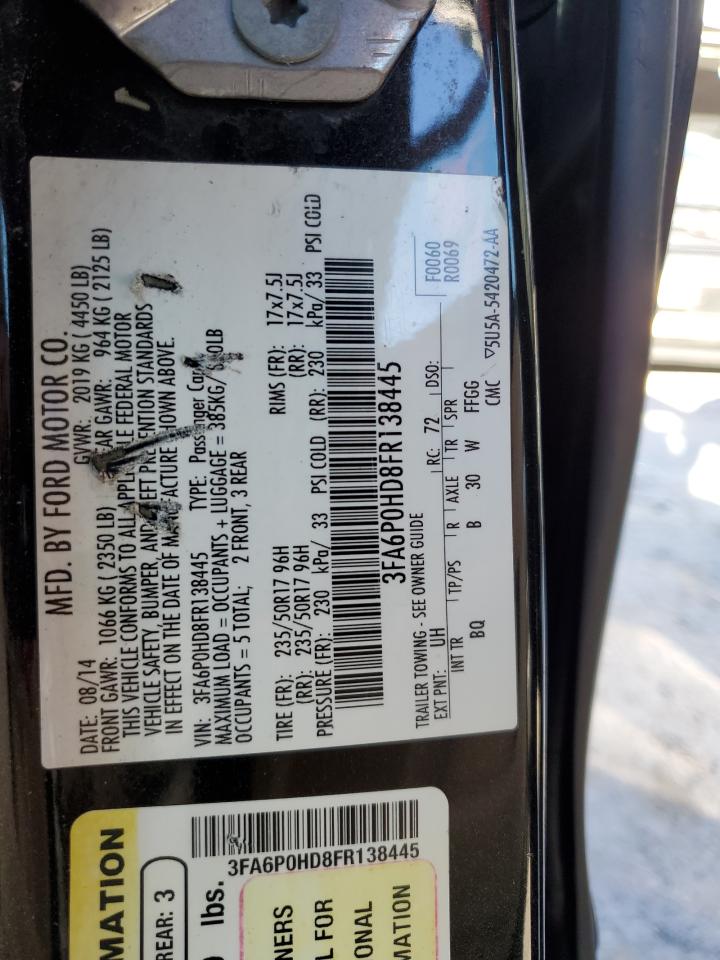 MFD. BY FORD MOTOR CO.
DATE: 08/14 GVWR: 2019 KG ( 4450 LB)
FRONT GAWR: 1066 KG ( 2350 LB) REAR GAWR: 964 KG ( 2125 LB)
THIS VEHICLE CONFORMS TO ALL FEDERAL MOTOR
VEHICLE SAFETY, BUMPER, AND PREVENTION STANDARDS
IN EFFECT ON THE DATE OF SHOWN ABOVE.
VIN: 3FA6P0HD8FR138445 TYPE: Passenger
MAXIMUM LOAD = OCCUPANTS + LUGGAGE = 385KG/
OCCUPANTS = 5 TOTAL; 2 FRONT, 3 REAR
TIRE (FR): 235/50R17 96H RIMS (FR): 17x7.5J
(RR): 235/50R17 96H (RR): 17x7.5J
PRESSURE (FR): 230 kPa/ 33 PSI COLD (RR): 230 kPa/ 33 PSI COLD
3FA6P0HD8FR138445
TRAILER TOWING - SEE OWNER GUIDE F0060
EXT PNT: UH RC: 72 DSO: R0069
INT TR TP/PS R AXLE TR SPR
BQ B 30 W FFGG
CMC ▽5U5A-5420472-AA
MATION
REAR: 3
lbs.
3FA6P0HD8FR138445
NERS
L FOR
ONAL
MATION